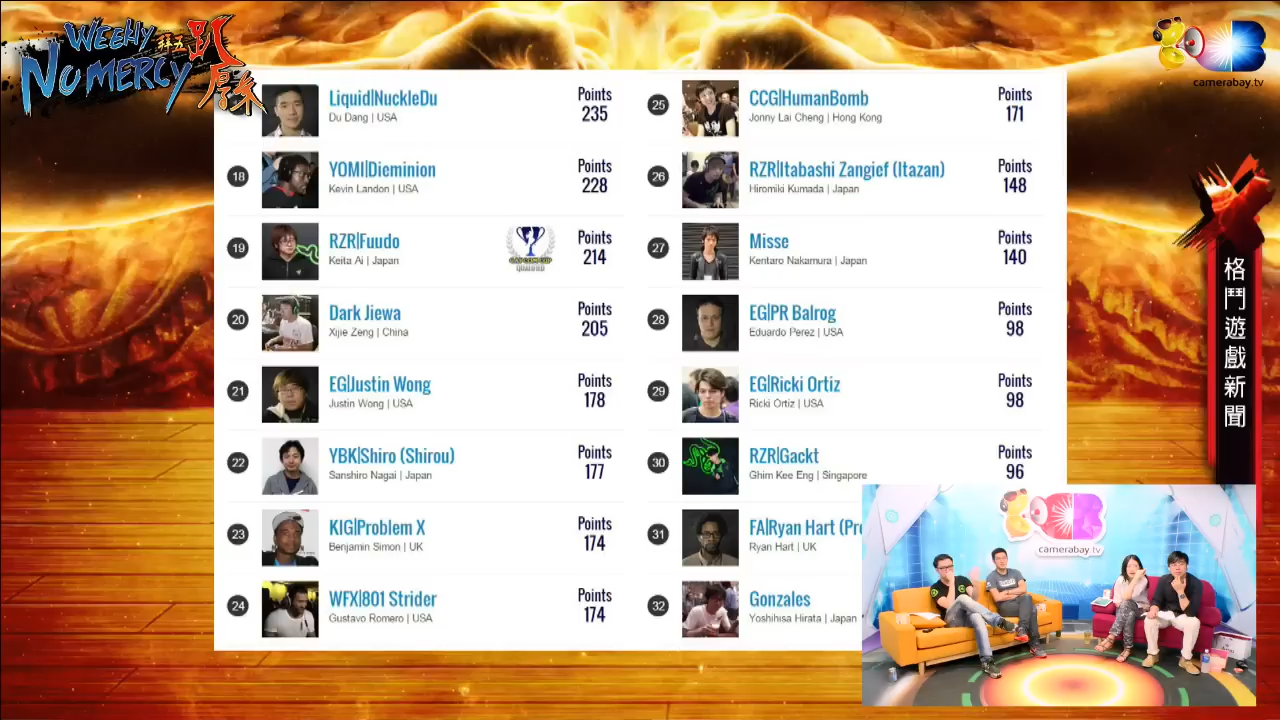 WEEKLY
拜五
趴
NO MERCY
camerabay.tv
Liquid|NuckleDu
Du Dang | USA
Points
235
18
YOMI|Dieminion
Kevin Landon | USA
Points
228
19
RZR|Fuudo
Keita Ai | Japan
CAPCOM CUP
Points
214
20
Dark Jiewa
Xijie Zeng | China
Points
205
21
EG|Justin Wong
Justin Wong | USA
Points
178
22
YBK|Shiro (Shirou)
Sanshiro Nagai | Japan
Points
177
23
KIG|Problem X
Benjamin Simon | UK
Points
174
24
WFX|801 Strider
Gustavo Romero | USA
Points
174
25
CCG|HumanBomb
Jonny Lai Cheng | Hong Kong
Points
171
26
RZR|Itabashi Zangief (Itazan)
Hiromiki Kumada | Japan
Points
148
27
Misse
Kentaro Nakamura | Japan
Points
140
28
EG|PR Balrog
Eduardo Perez | USA
Points
98
29
EG|Ricki Ortiz
Ricki Ortiz | USA
Points
98
30
RZR|Gackt
Ghim Kee Eng | Singapore
Points
96
31
FA|Ryan Hart (Pr
Ryan Hart | UK
32
Gonzales
Yoshihisa Hirata | Japan
格鬥遊戲新聞
camerabay.tv